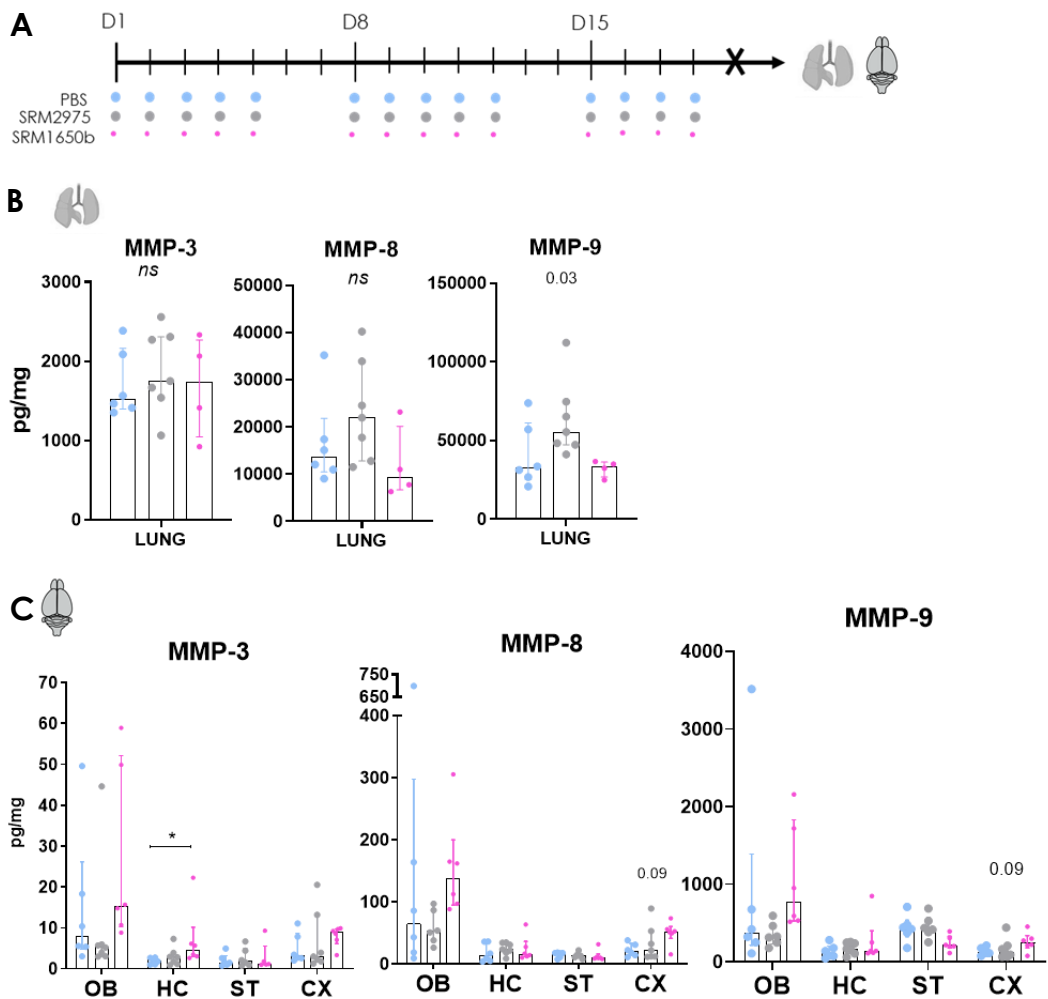 A
D1 D8 D15
PBS
SRM2975
SRM1650b
B
MMP-3 MMP-8 MMP-9
ns ns 0.03
pg/mg
3000
2000
1000
0
LUNG
50000
40000
30000
20000
10000
0
LUNG
150000
100000
50000
0
LUNG
C
MMP-3
pg/mg
70
60
50
40
30
20
10
0
*
OB HC ST CX
MMP-8
750
650
400
300
200
100
0
0.09
OB HC ST CX
MMP-9
4000
3000
2000
1000
0
0.09
OB HC ST CX